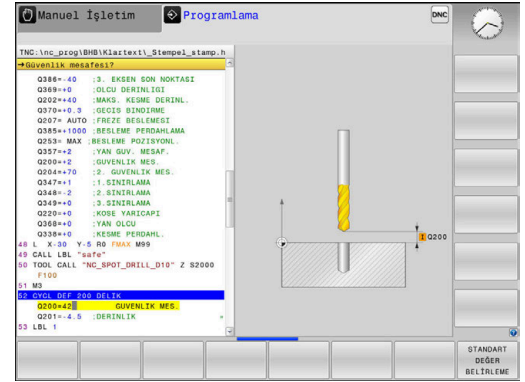 Manuel İşletim
Programlama
DNC
TNC:\nc_prog\BHB\Klartext\_Stempel_stamp.h
→Güvenlik mesafesi?
Q386=-40 ;3. EKSEN SON NOKTASI
Q369=+0 ;OLCU DERINLIGI
Q202=+40 ;MAKS. KESME DERINL.
Q370=+0.3 ;GECIS BINDIRME
Q207= AUTO ;FREZE BESLEMESI
Q385=+1000 ;BESLEME PERDAHLAMA
Q253= MAX ;BESLEME POZISYONL.
Q357=+2 ;YAN GUV. MESAF.
Q200=+2 ;GUVENLIK MES.
Q204=+70 ;2. GUVENLIK MES.
Q347=+1 ;1.SINIRLAMA
Q348=-2 ;2.SINIRLAMA
Q349=+0 ;3.SINIRLAMA
Q220=+0 ;KOSE YARICAPI
Q368=+0 ;YAN OLCU
Q338=+0 ;KESME PERDAHL.
48 L X-30 Y-5 R0 FMAX M99
49 CALL LBL "safe"
50 TOOL CALL "NC_SPOT_DRILL_D10" Z S2000
F100
51 M3
52 CYCL DEF 200 DELIK
Q200=42 GUVENLIK MES.
Q201=-4.5 ;DERINLIK »
53 LBL 1
Q200
STANDART
DEĞER
BELİRLEME